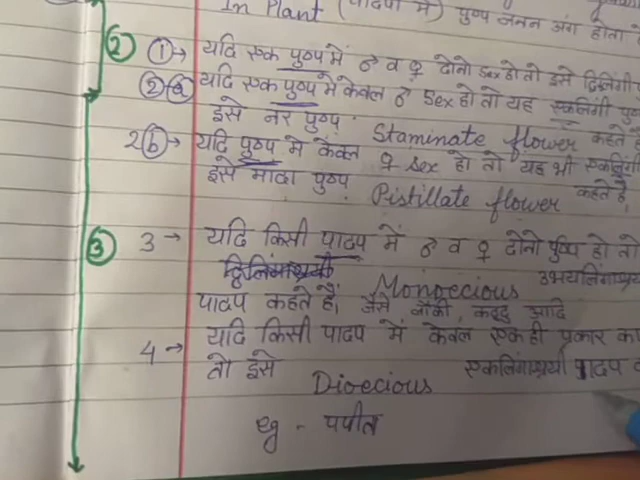 In Plant (पादपो में) पुष्प जनन अंग होता
② ①→ यदि एक पुष्प में ♂ व ♀ दोनो sex हो तो इसे द्विलिंगी
②ⓐ यदि एक पुष्प मे केवल ♂ sex हो तो यह एकलिंगी पुष्प
इसे नर पुष्प Staminate flower कहते है
2ⓑ→ यदि पुष्प मे केवल ♀ sex हो तो यह भी एकलिंगी
इसे मादा पुष्प Pistillate flower कहते है,
③ 3 → यदि किसी पादप में ♂ व ♀ दोनो पुष्प हो तो
द्विलिंगाश्रयी Monoecious उभयलिंगाश्रयी
पादप कहते हैं, जैसे लौकी, कद्दू आदि
4 → यदि किसी पादप में केवल एक ही प्रकार का
तो इसे Dioecious एकलिंगाश्रयी पादप
eg - पपीता